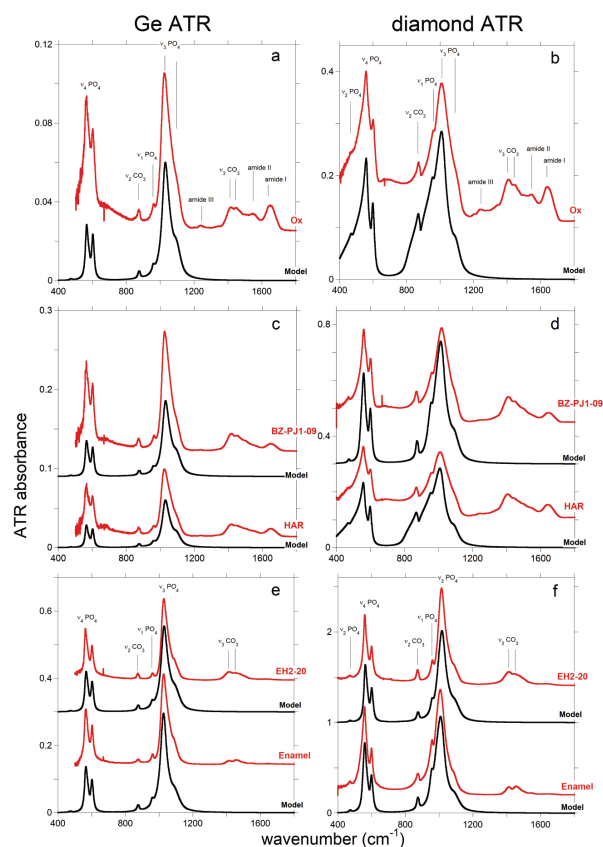 Ge ATR
diamond ATR
a
ν4 PO4
ν2 CO3
ν1 PO4
ν3 PO4
amide III
ν3 CO3
amide II
amide I
Ox
Model
0.12
0.08
0.04
0
400 800 1200 1600
b
ν2 PO4
ν4 PO4
ν2 CO3
ν1 PO4
ν3 PO4
amide III
ν3 CO3
amide II
amide I
Ox
Model
0.4
0.2
0
400 800 1200 1600
c
BZ-PJ1-09
Model
HAR
Model
0.3
0.2
0.1
0
400 800 1200 1600
d
BZ-PJ1-09
Model
HAR
Model
0.8
0.4
0
400 800 1200 1600
e
ν4 PO4
ν2 CO3
ν1 PO4
ν3 PO4
ν3 CO3
EH2-20
Model
Enamel
Model
0.6
0.4
0.2
0
400 800 1200 1600
f
ν2 PO4
ν4 PO4
ν2 CO3
ν1 PO4
ν3 PO4
ν3 CO3
EH2-20
Model
Enamel
Model
2
1
0
400 800 1200 1600
ATR absorbance
wavenumber (cm-1)